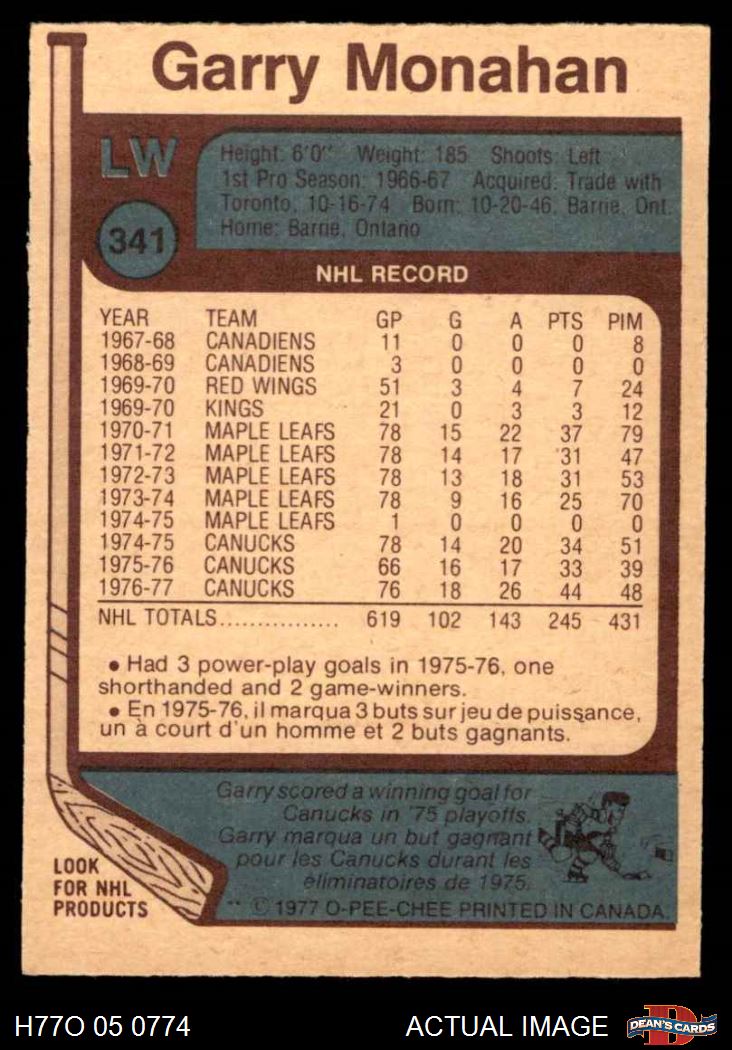 Garry Monahan
LW
341
Height: 6'0" Weight: 185 Shoots: Left
1st Pro Season: 1966-67 Acquired: Trade with
Toronto, 10-16-74 Born: 10-20-46, Barrie, Ont.
Home: Barrie, Ontario
NHL RECORD
YEAR TEAM GP G A PTS PIM
1967-68 CANADIENS 11 0 0 0 8
1968-69 CANADIENS 3 0 0 0 0
1969-70 RED WINGS 51 3 4 7 24
1969-70 KINGS 21 0 3 3 12
1970-71 MAPLE LEAFS 78 15 22 37 79
1971-72 MAPLE LEAFS 78 14 17 31 47
1972-73 MAPLE LEAFS 78 13 18 31 53
1973-74 MAPLE LEAFS 78 9 16 25 70
1974-75 MAPLE LEAFS 1 0 0 0 0
1974-75 CANUCKS 78 14 20 34 51
1975-76 CANUCKS 66 16 17 33 39
1976-77 CANUCKS 76 18 26 44 48
NHL TOTALS................ 619 102 143 245 431
• Had 3 power-play goals in 1975-76, one
shorthanded and 2 game-winners.
• En 1975-76, il marqua 3 buts sur jeu de puissance,
un à court d'un homme et 2 buts gagnants.
Garry scored a winning goal for
Canucks in '75 playoffs.
Garry marqua un but gagnant
pour les Canucks durant les
éliminatoires de 1975.
LOOK
FOR NHL
PRODUCTS
** © 1977 O-PEE-CHEE PRINTED IN CANADA.
H77O 05 0774
ACTUAL IMAGE
D
DEAN'S CARDS